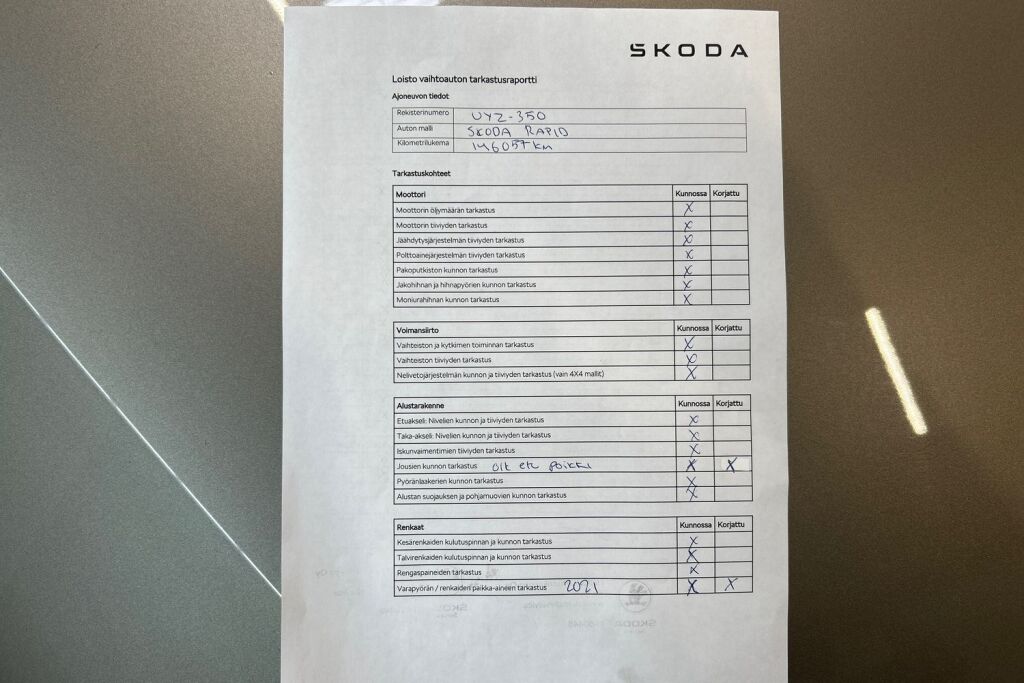 SKODA
Loisto vaihtoauton tarkastusraportti
Ajoneuvon tiedot
Rekisterinumero UYZ-350
Auton malli SKODA RAPID
Kilometrilukema 146057 km
Tarkastuskohteet
Moottori Kunnossa Korjattu
Moottorin öljymäärän tarkastus X
Moottorin tiiviyden tarkastus X
Jäähdytysjärjestelmän tiiviyden tarkastus X
Polttoainejärjestelmän tiiviyden tarkastus X
Pakoputkiston kunnon tarkastus X
Jakohihnan ja hihnapyörien kunnon tarkastus X
Moniurahihnan kunnon tarkastus X
Voimansiirto Kunnossa Korjattu
Vaihteiston ja kytkimen toiminnan tarkastus X
Vaihteiston tiiviyden tarkastus X
Nelivetojärjestelmän kunnon ja tiiviyden tarkastus (vain 4X4 mallit) X
Alustarakenne Kunnossa Korjattu
Etuakseli: Nivelien kunnon ja tiiviyden tarkastus X
Taka-akseli: Nivelien kunnon ja tiiviyden tarkastus X
Iskunvaimentimien tiiviyden tarkastus X
Jousien kunnon tarkastus oik etu poikki X X
Pyöränlaakerien kunnon tarkastus X
Alustan suojauksen ja pohjamuovien kunnon tarkastus X
Renkaat Kunnossa Korjattu
Kesärenkaiden kulutuspinnan ja kunnon tarkastus X
Talvirenkaiden kulutuspinnan ja kunnon tarkastus X
Rengaspaineiden tarkastus X
Varapyörän / renkaiden paikka-aineen tarkastus 2021 X X